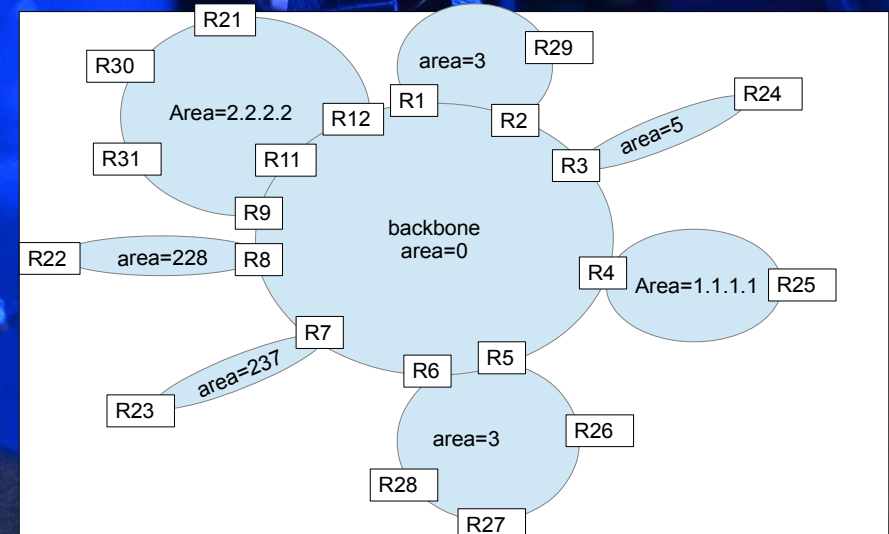 R21
area=3
R29
R30
R24
R1
Area=2.2.2.2
R12
R2
area=5
R11
R31
R3
R9
backbone
area=0
R22
area=228
R8
R4
Area=1.1.1.1
R25
R7
R5
R6
area=237
R23
area=3
R26
R28
R27